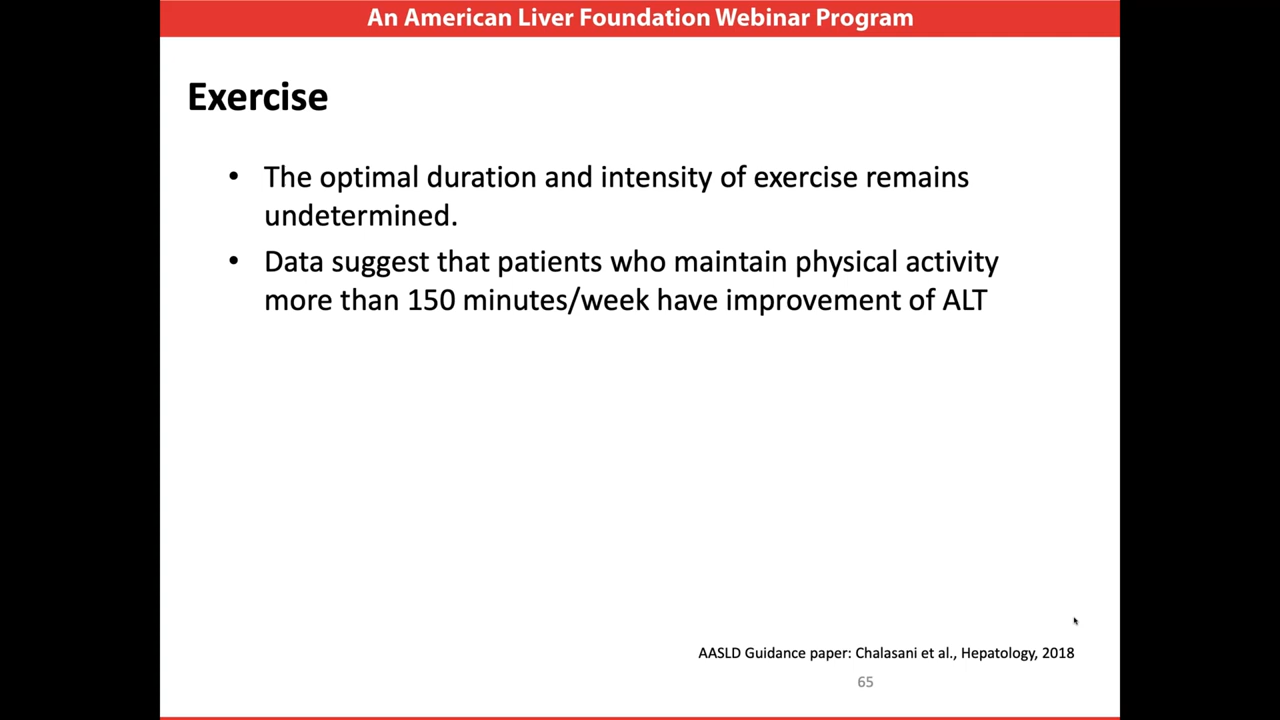 An American Liver Foundation Webinar Program
Exercise
• The optimal duration and intensity of exercise remains
undetermined.
• Data suggest that patients who maintain physical activity
more than 150 minutes/week have improvement of ALT
AASLD Guidance paper: Chalasani et al., Hepatology, 2018
65